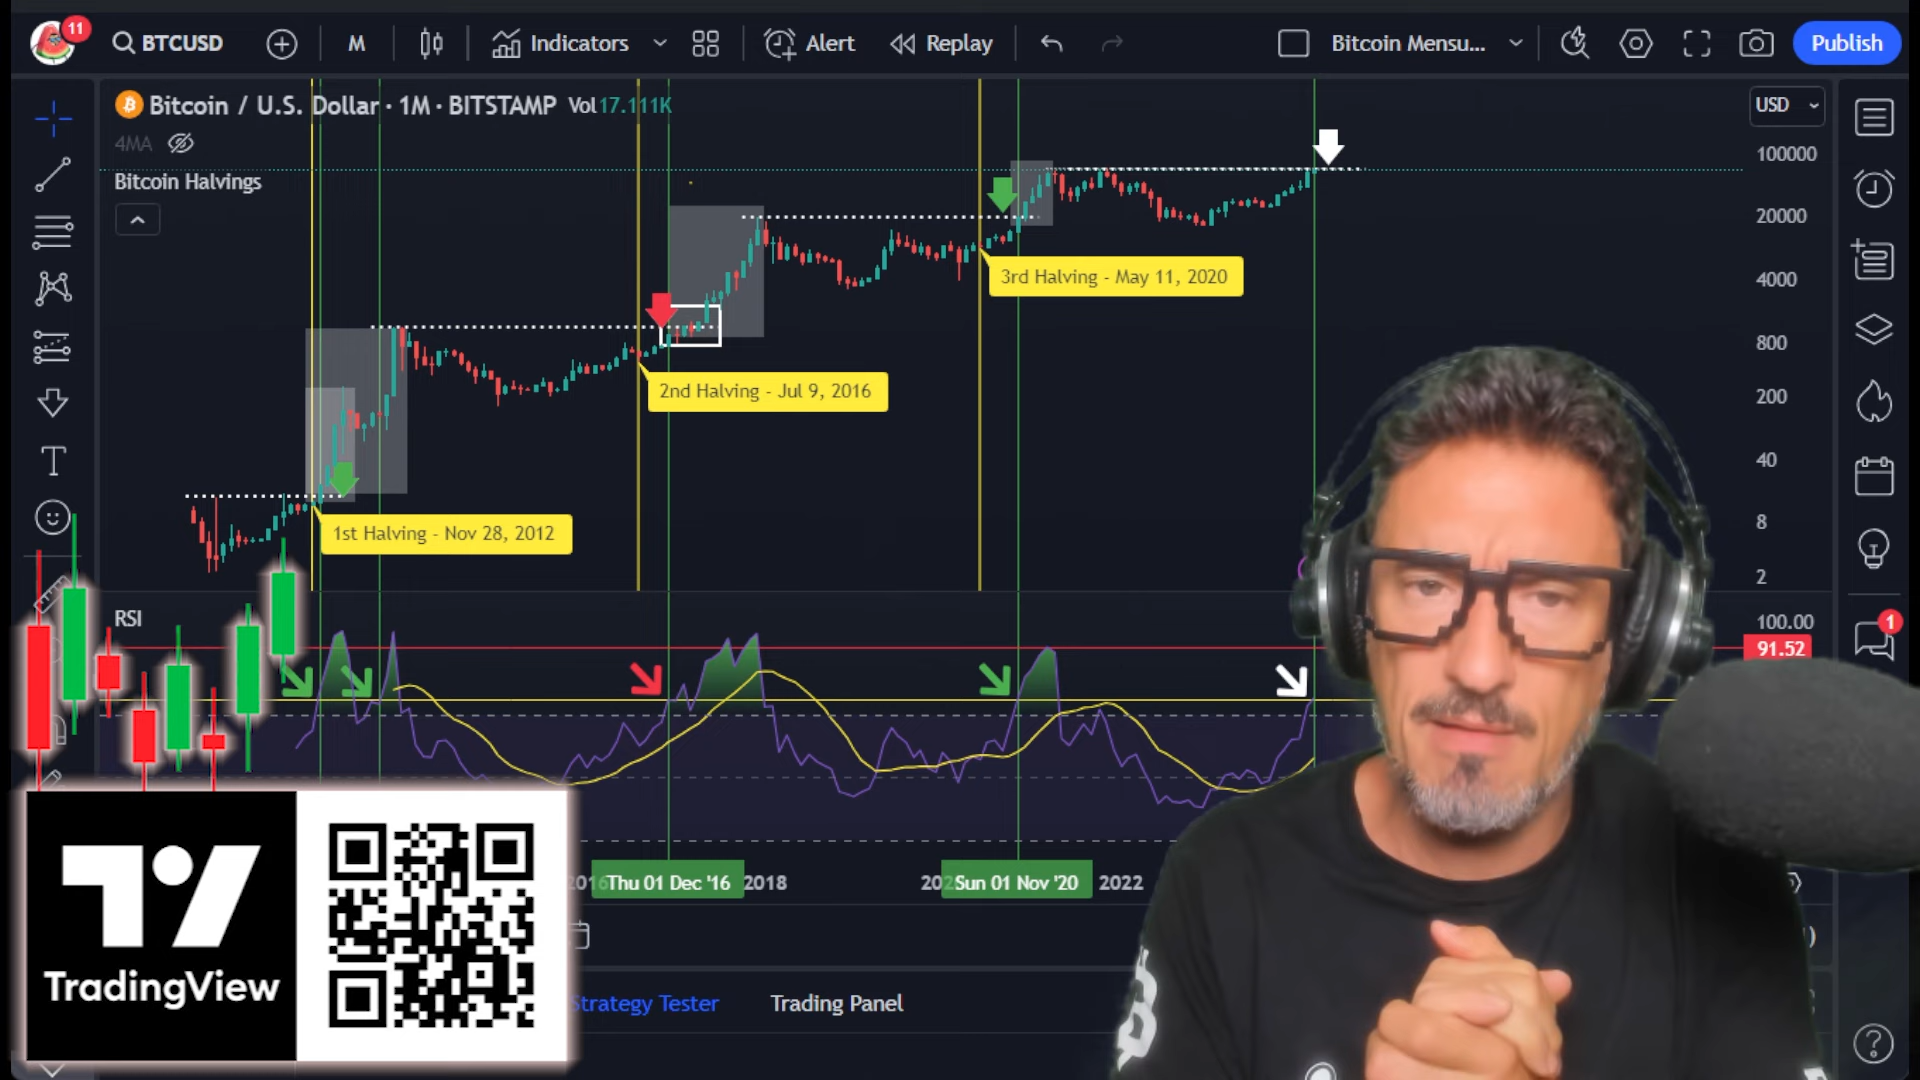 11
BTCUSD
M
Indicators
Alert
Replay
Bitcoin Mensu...
Publish
Bitcoin / U.S. Dollar · 1M · BITSTAMP Vol 17.111K
USD
4MA
Bitcoin Halvings
100000
20000
4000
800
200
40
8
2
3rd Halving - May 11, 2020
2nd Halving - Jul 9, 2016
1st Halving - Nov 28, 2012
RSI
100.00
91.52
1
Thu 01 Dec '16
2018
Sun 01 Nov '20
2022
TradingView
Strategy Tester
Trading Panel